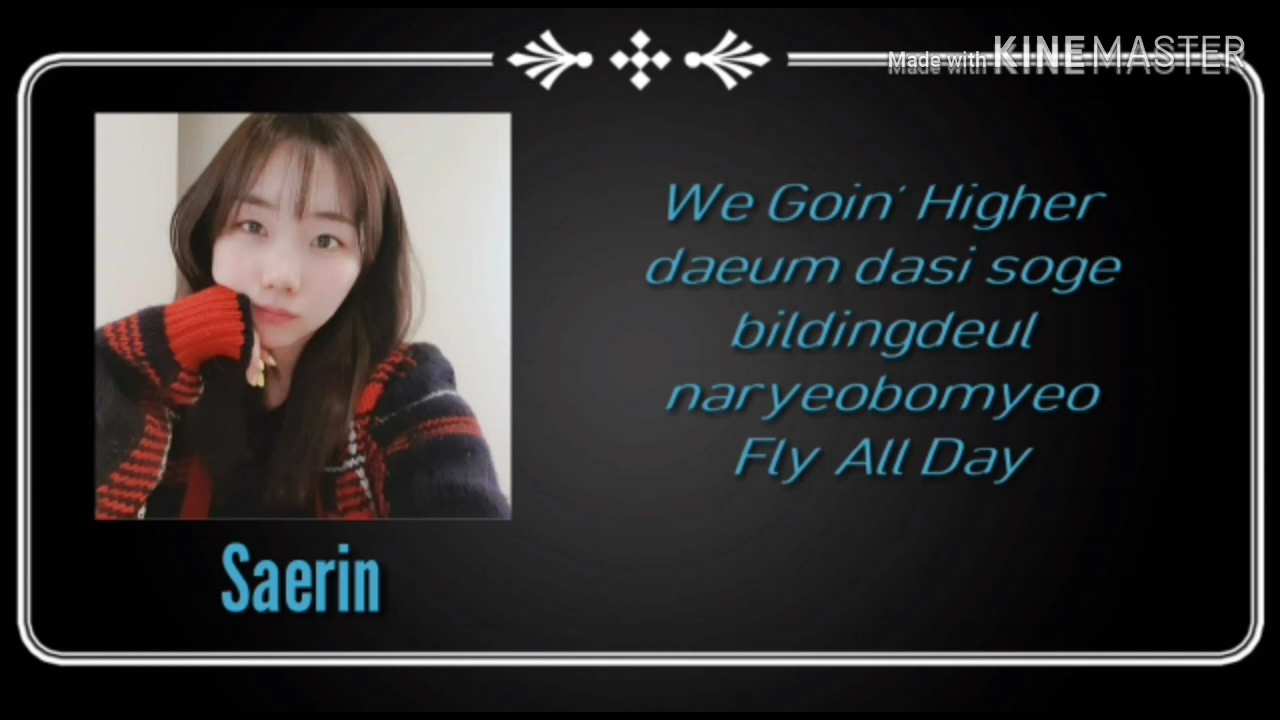 Made with KINEMASTER
We Goin' Higher
daeum dasi soge
bildingdeul
naryeobomyeo
Fly All Day
Saerin